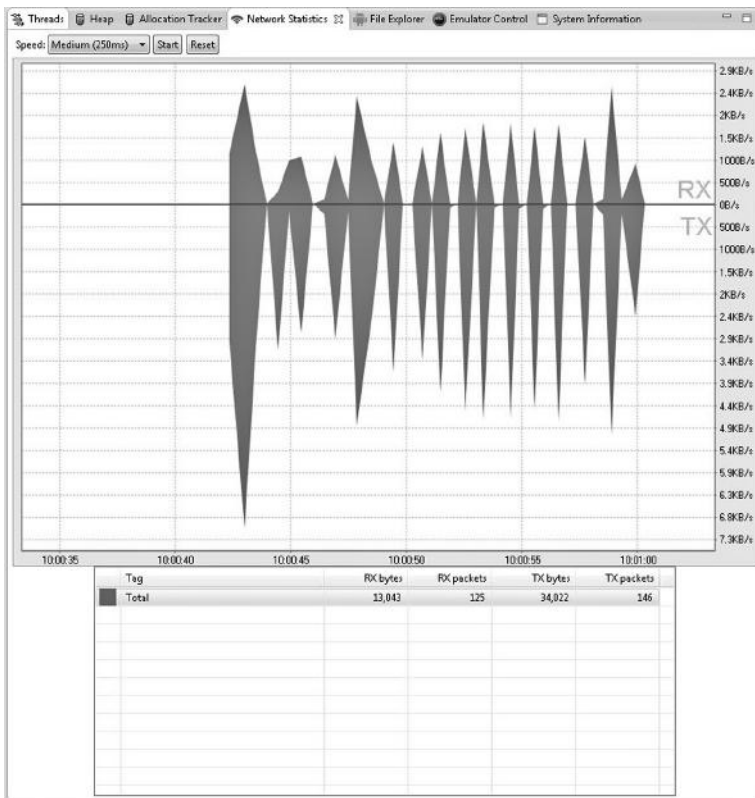 Threads Heap Allocation Tracker Network Statistics File Explorer Emulator Control System Information
Speed: Medium (250ms) Start Reset
2.9KB/s
2.4KB/s
2KB/s
1.5KB/s
1000B/s
500B/s
RX
0B/s
TX
500B/s
1000B/s
1.5KB/s
2KB/s
2.4KB/s
2.9KB/s
3.4KB/s
3.9KB/s
4.4KB/s
4.9KB/s
5.4KB/s
5.9KB/s
6.3KB/s
6.8KB/s
7.3KB/s
10:00:35 10:00:40 10:00:45 10:00:50 10:00:55 10:01:00
Tag RX bytes RX packets TX bytes TX packets
Total 13,043 125 34,022 146